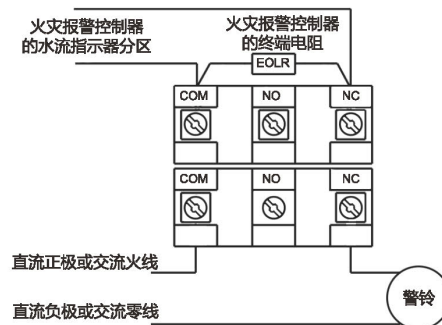 火灾报警控制器
的水流指示器分区
火灾报警控制器
的终端电阻
EOLR
COM NO NC
COM NO NC
直流正极或交流火线
直流负极或交流零线
警铃